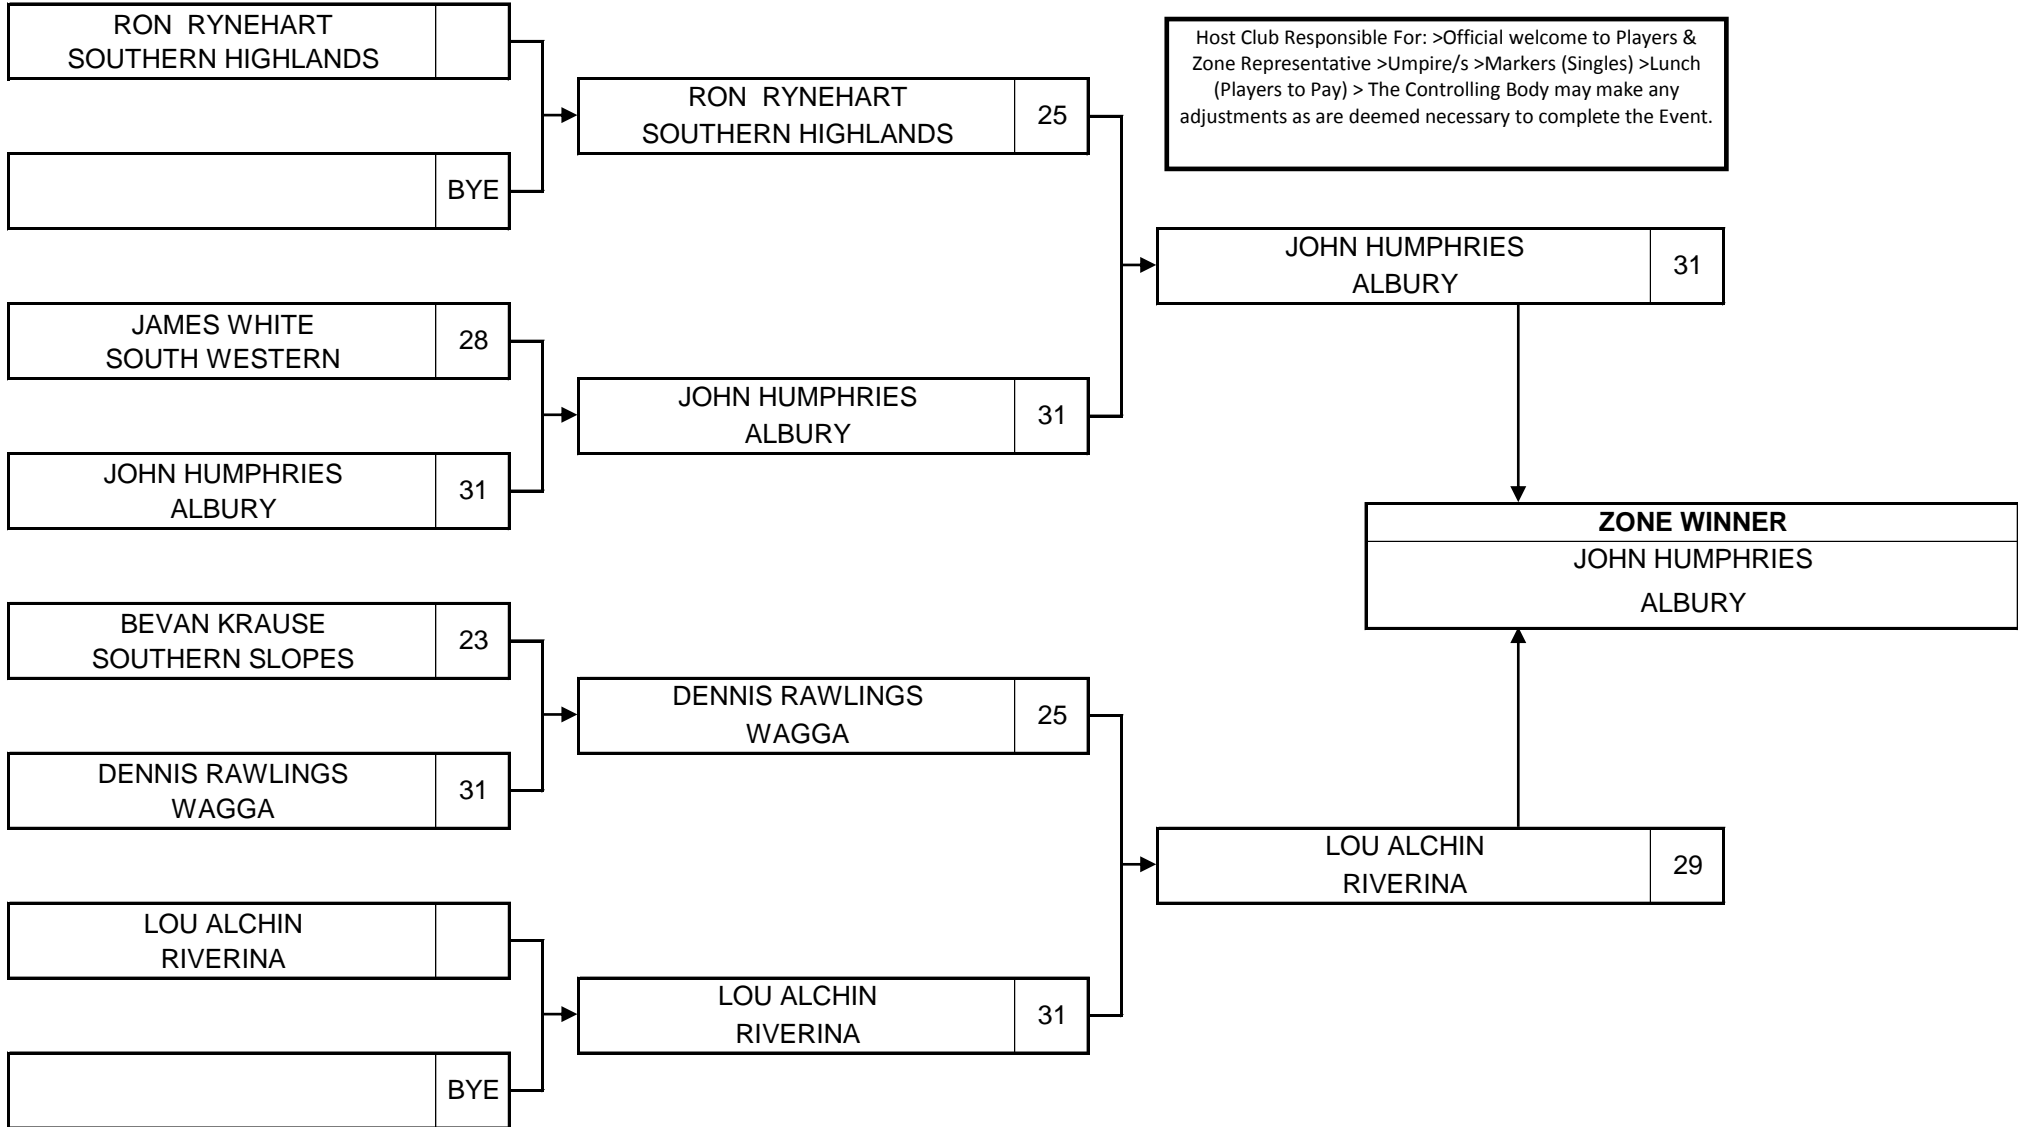 RON  RYNEHART
SOUTHERN HIGHLANDS
BYE
JAMES WHITE
SOUTH WESTERN
28
JOHN HUMPHRIES
ALBURY
31
BEVAN KRAUSE
SOUTHERN SLOPES
23
DENNIS RAWLINGS
WAGGA
31
LOU ALCHIN
RIVERINA
BYE
RON  RYNEHART
SOUTHERN HIGHLANDS
25
JOHN HUMPHRIES
ALBURY
31
DENNIS RAWLINGS
WAGGA
25
LOU ALCHIN
RIVERINA
31
Host Club Responsible For: >Official welcome to Players &
Zone Representative >Umpire/s >Markers (Singles) >Lunch
(Players to Pay) > The Controlling Body may make any
adjustments as are deemed necessary to complete the Event.
JOHN HUMPHRIES
ALBURY
31
LOU ALCHIN
RIVERINA
29
ZONE WINNER
JOHN HUMPHRIES
ALBURY